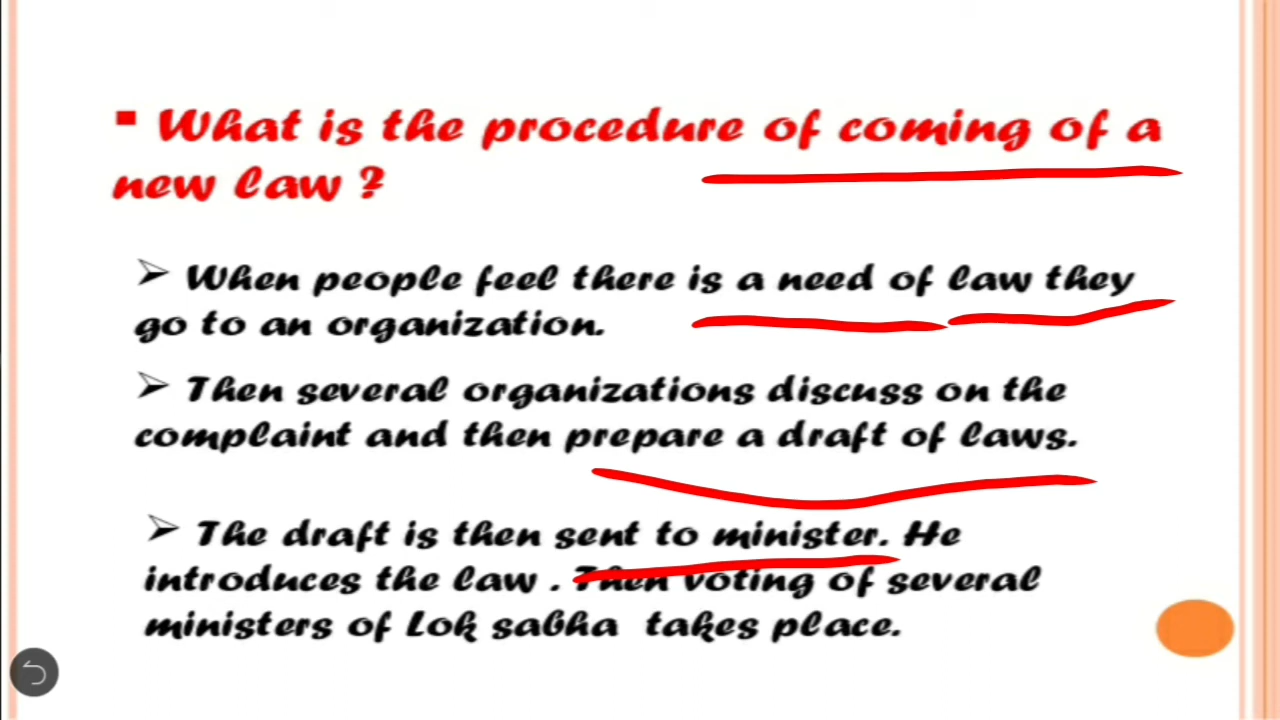 ▪ What is the procedure of coming of a
new law ?
➢ When people feel there is a need of law they
go to an organization.
➢ Then several organizations discuss on the
complaint and then prepare a draft of laws.
➢ The draft is then sent to minister. He
introduces the law . Then voting of several
ministers of Lok sabha takes place.